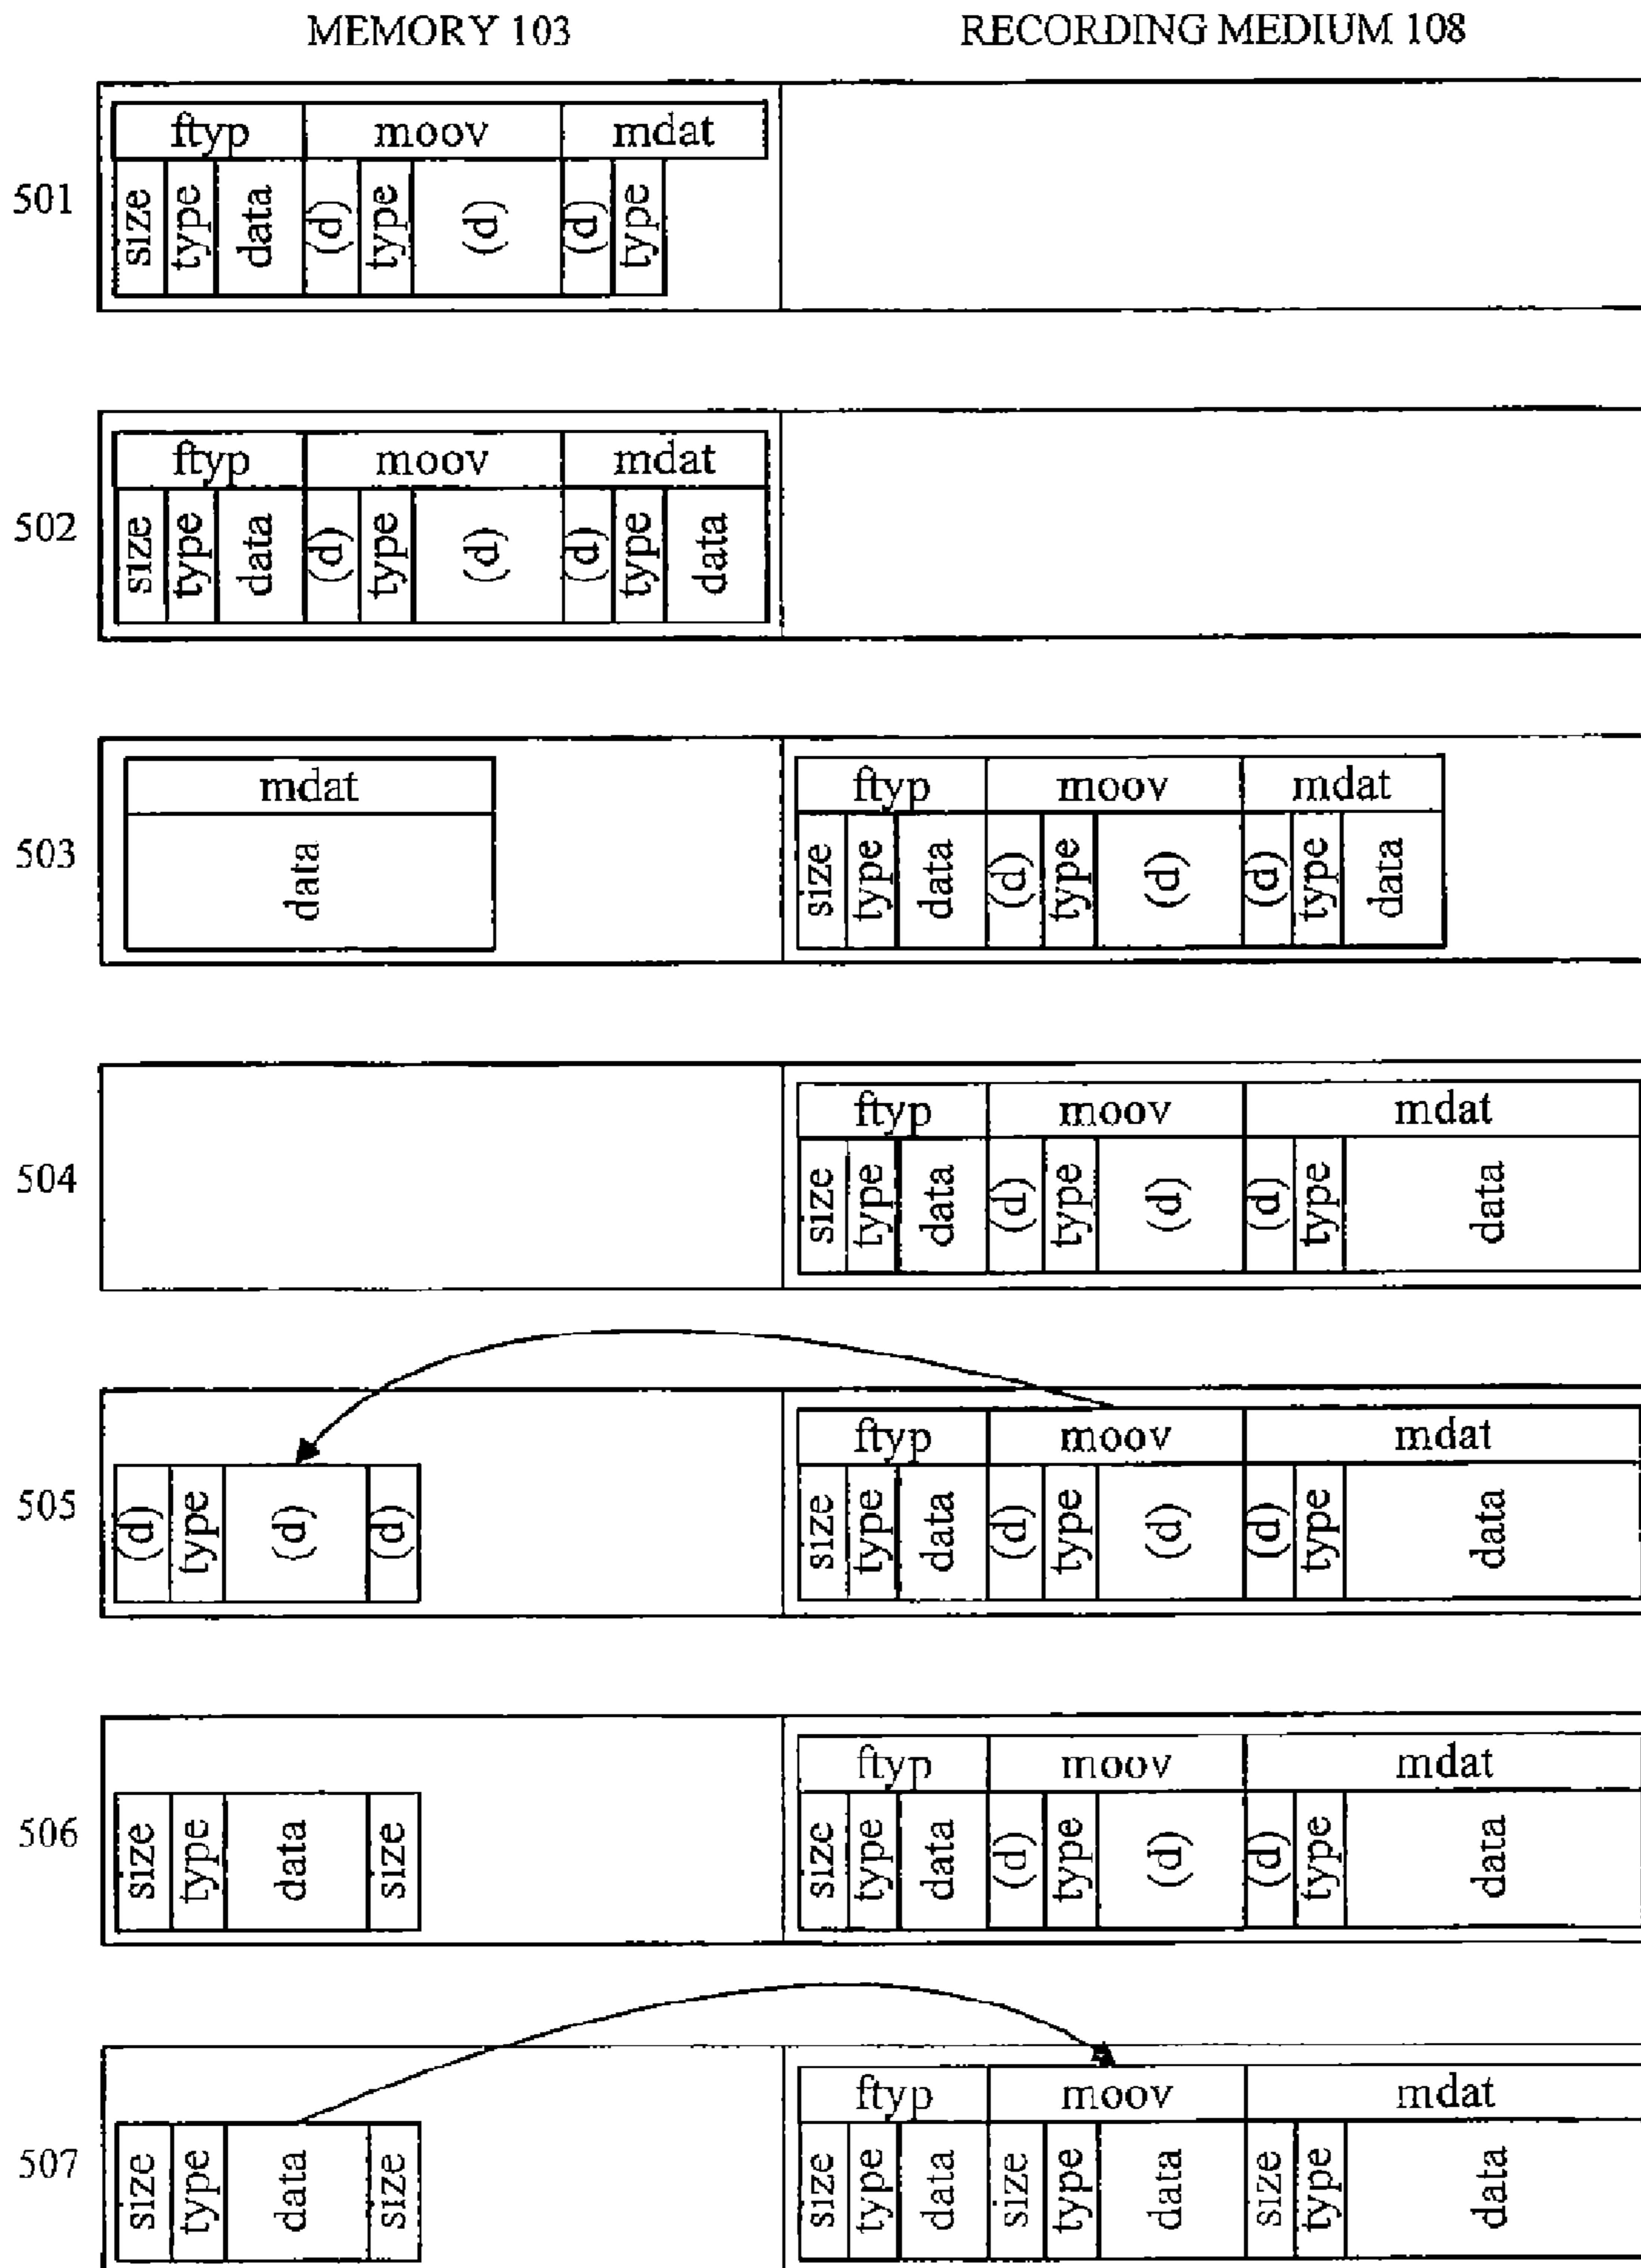 MEMORY 103 RECORDING MEDIUM 108
ftyp moov mdat
501 size type data (d) type (d) (d) type
ftyp moov mdat
502 size type data (d) type (d) (d) type data
mdat ftyp moov mdat
503 data size type data (d) type (d) (d) type data
ftyp moov mdat
504 size type data (d) type (d) (d) type data
ftyp moov mdat
505 (d) type (d) (d) size type data (d) type (d) (d) type data
ftyp moov mdat
506 size type data size size type data (d) type (d) (d) type data
ftyp moov mdat
507 size type data size size type data size type data size type data